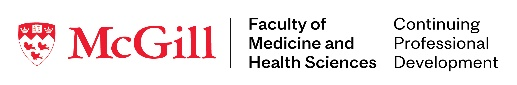 McGill
Faculty of
Medicine and
Health Sciences
Continuing
Professional
Development